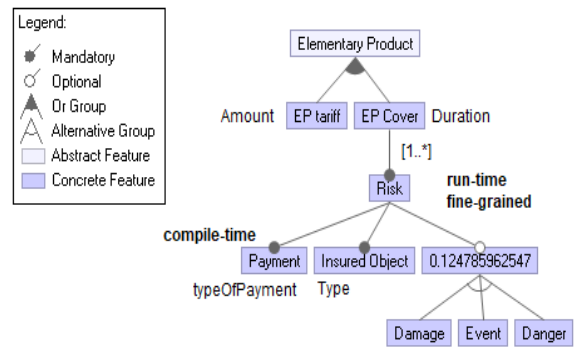 Legend:
Mandatory
Optional
Or Group
Alternative Group
Abstract Feature
Concrete Feature
Elementary Product
Amount EP tariff EP Cover Duration
[1..*]
Risk
run-time
fine-grained
compile-time
Payment Insured Object 0.124785962547
typeOfPayment Type
Damage Event Danger